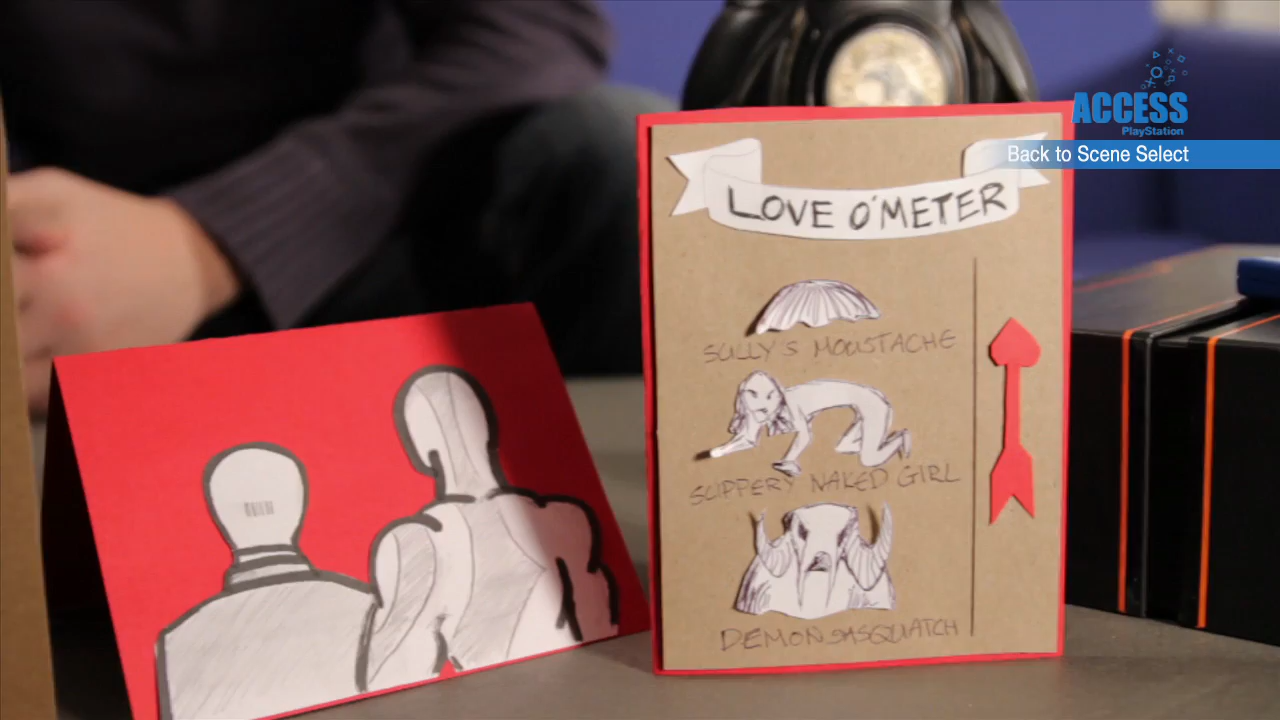 ACCESS
PlayStation
Back to Scene Select
LOVE O'METER
SULLY'S MOUSTACHE
SLIPPERY NAKED GIRL
DEMON SASQUATCH